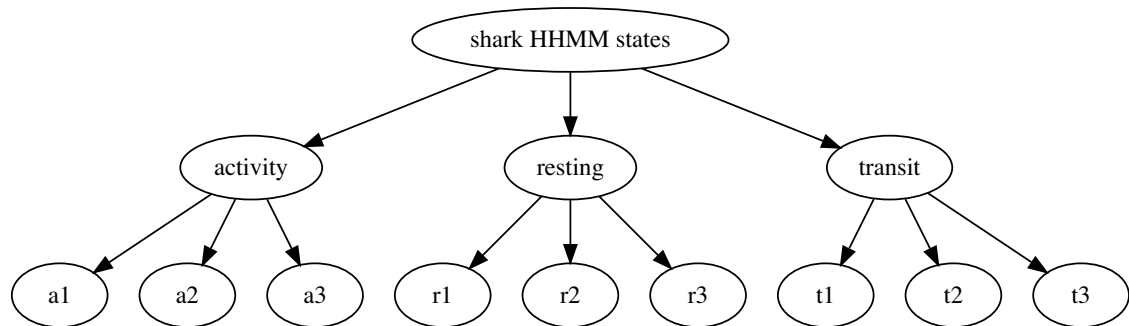 shark HHMM states
activity
resting
transit
a1
a2
a3
r1
r2
r3
t1
t2
t3